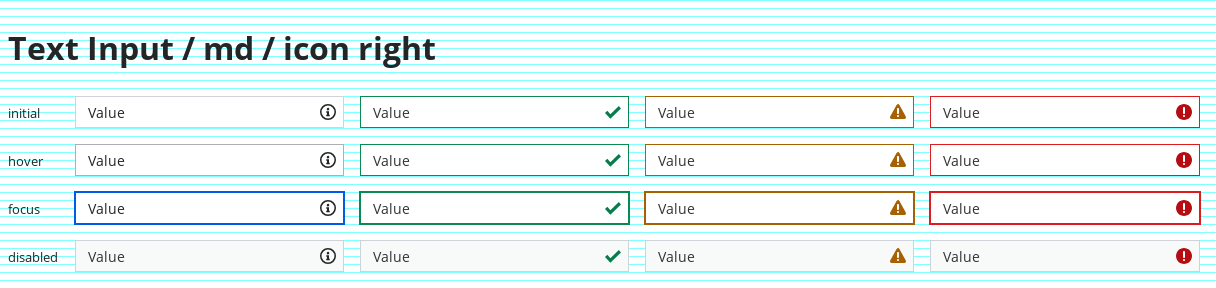 Text Input / md / icon right
initial Value Value Value Value
hover Value Value Value Value
focus Value Value Value Value
disabled Value Value Value Value